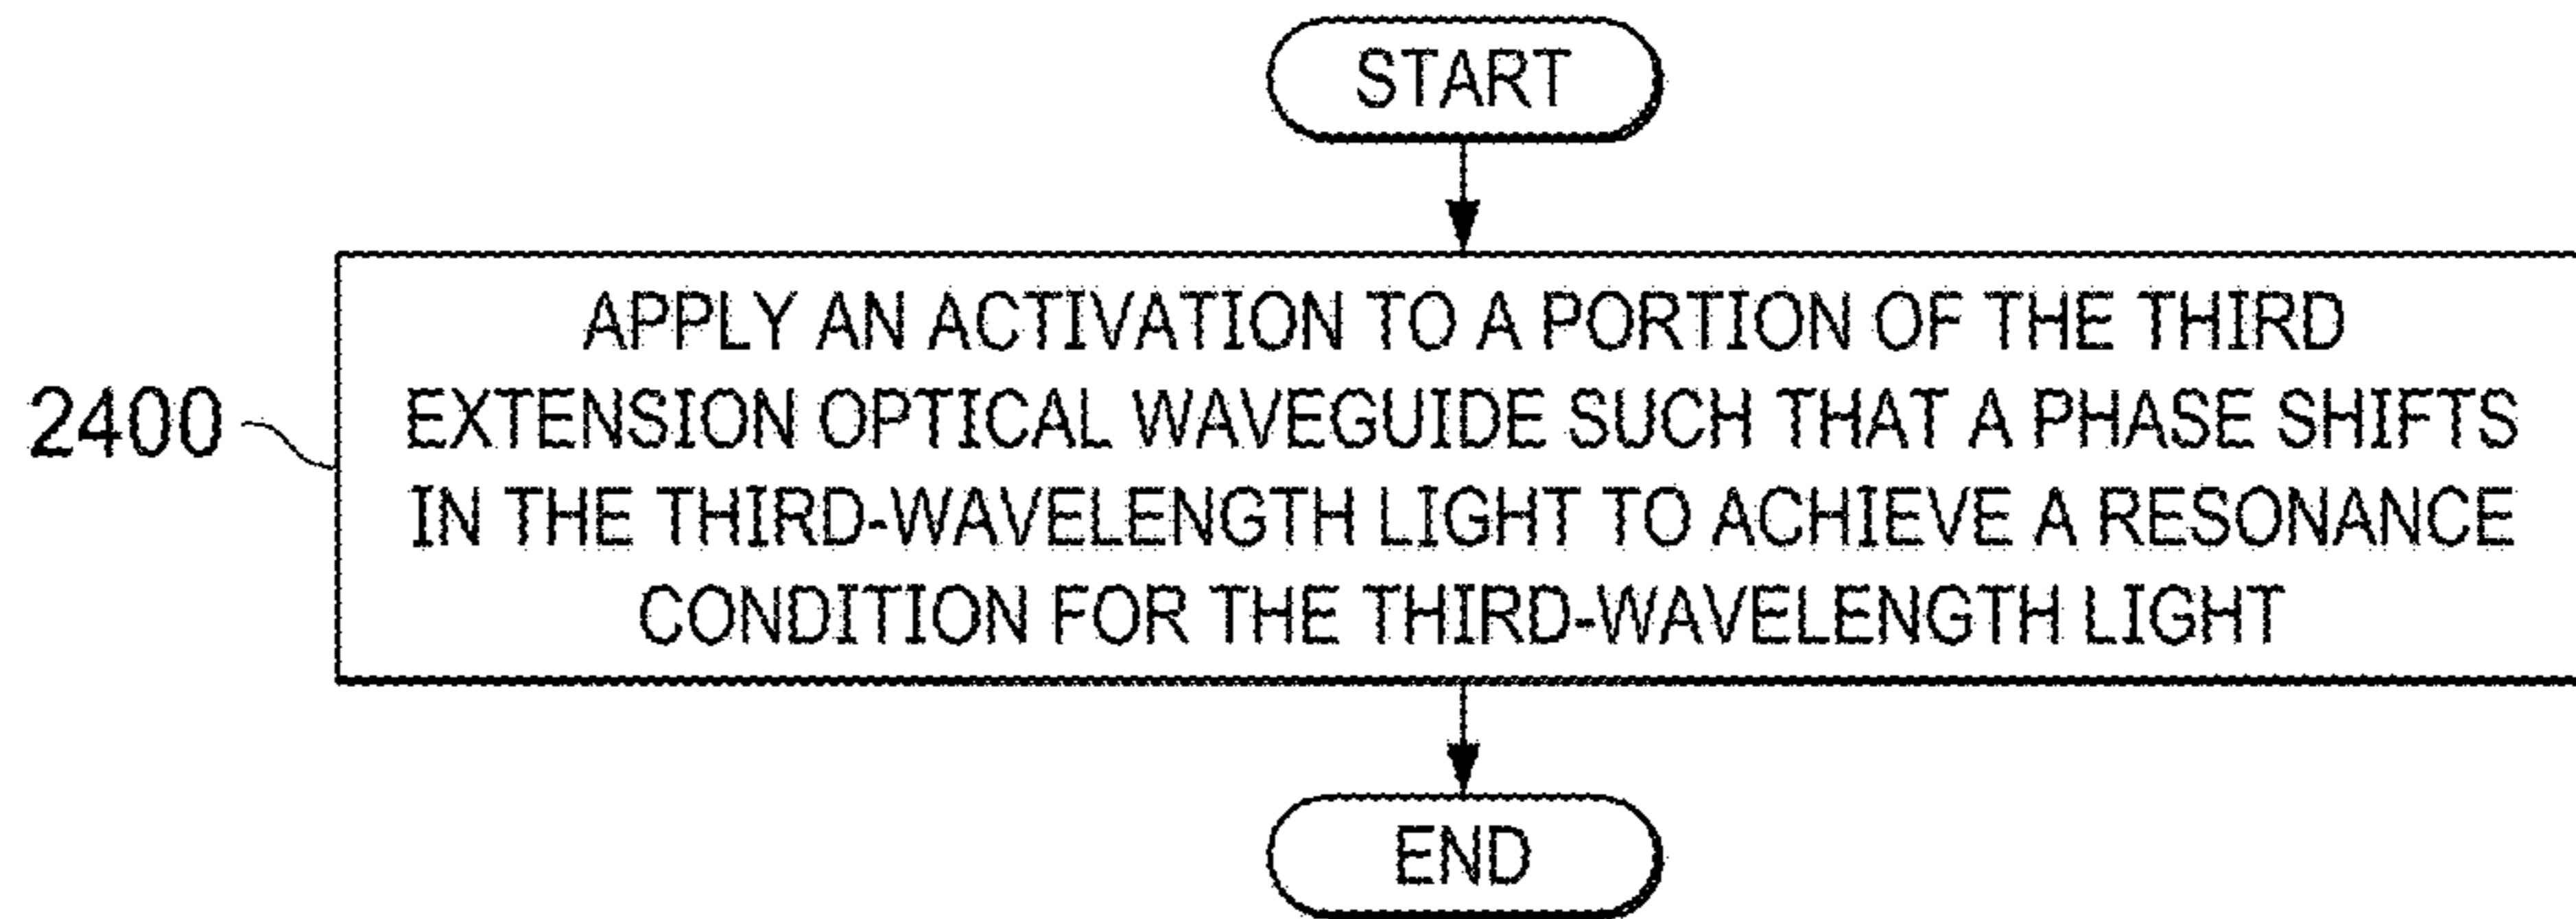 START
APPLY AN ACTIVATION TO A PORTION OF THE THIRD
EXTENSION OPTICAL WAVEGUIDE SUCH THAT A PHASE SHIFTS
IN THE THIRD-WAVELENGTH LIGHT TO ACHIEVE A RESONANCE
CONDITION FOR THE THIRD-WAVELENGTH LIGHT
2400
END